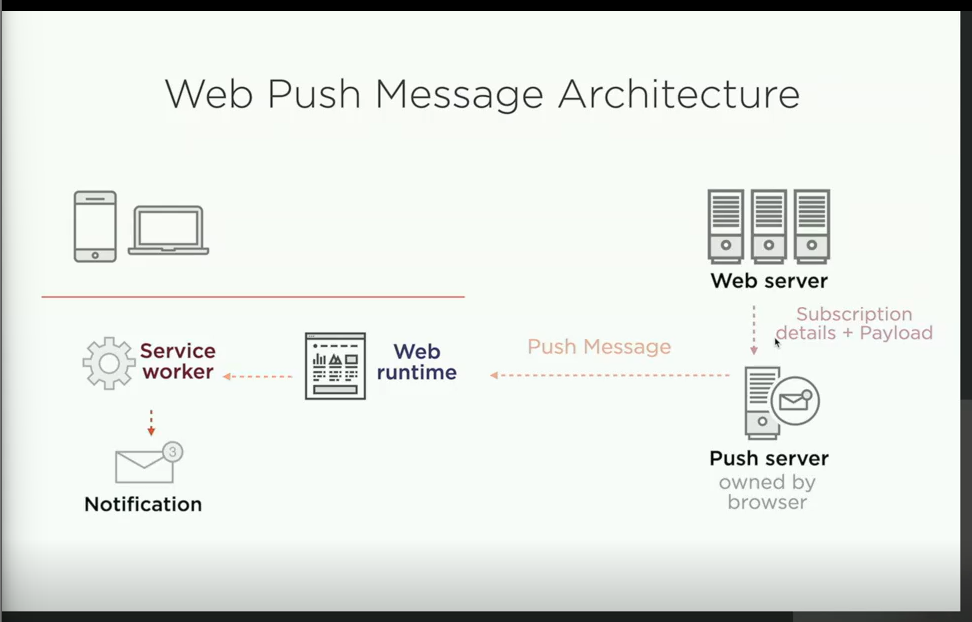 Web Push Message Architecture
Web server
Subscription
details + Payload
Push Message
Service
worker
Web
runtime
3
Notification
Push server
owned by
browser